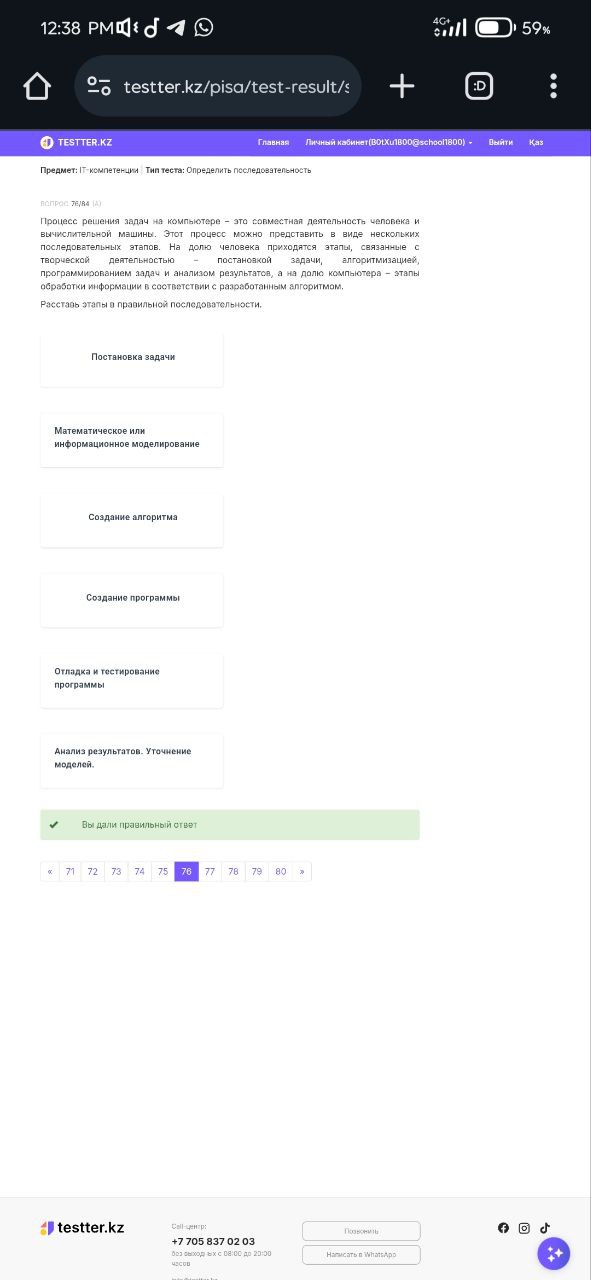 12:38 PM
4G+
59%
testter.kz/pisa/test-result/s
:D
TESTTER.KZ
Главная Личный кабинет(B0tXu1800@school1800) Выйти Қаз
Предмет: IT-компетенции | Тип теста: Определить последовательность
ВОПРОС 76/84 (A)
Процесс решения задач на компьютере – это совместная деятельность человека и
вычислительной машины. Этот процесс можно представить в виде нескольких
последовательных этапов. На долю человека приходятся этапы, связанные с
творческой деятельностью – постановкой задачи, алгоритмизацией,
программированием задач и анализом результатов, а на долю компьютера – этапы
обработки информации в соответствии с разработанным алгоритмом.
Расставь этапы в правильной последовательности.
Постановка задачи
Математическое или
информационное моделирование
Создание алгоритма
Создание программы
Отладка и тестирование
программы
Анализ результатов. Уточнение
моделей.
Вы дали правильный ответ
« 71 72 73 74 75 76 77 78 79 80 »
testter.kz
Call-центр:
+7 705 837 02 03
без выходных с 08:00 до 20:00
часов
Позвонить
Написать в WhatsApp